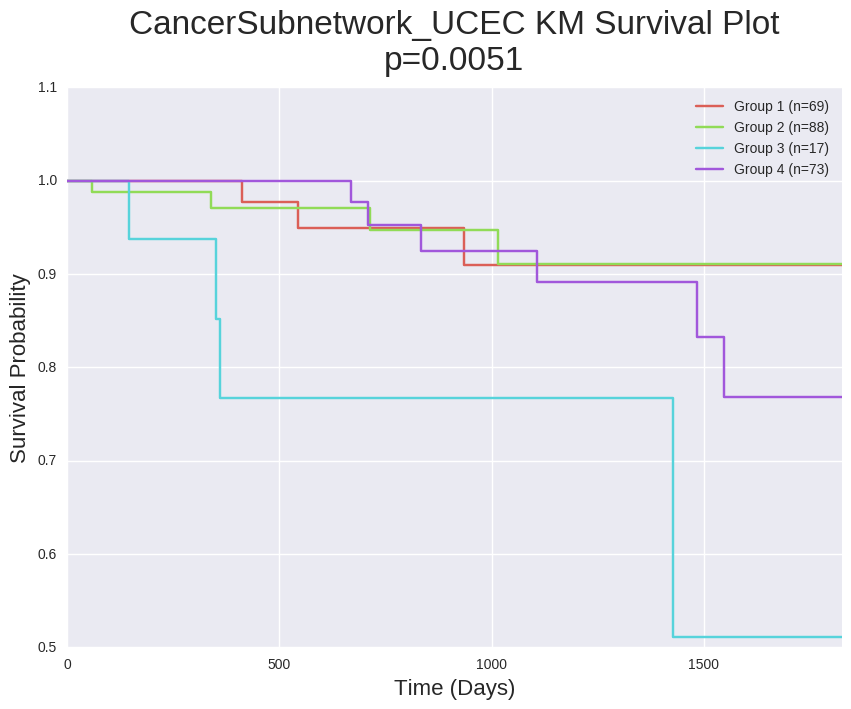 CancerSubnetwork_UCEC KM Survival Plot
p=0.0051
1.1
Group 1 (n=69)
Group 2 (n=88)
Group 3 (n=17)
Group 4 (n=73)
1.0
0.9
0.8
0.7
0.6
0.5
Survival Probability
0 500 1000 1500
Time (Days)